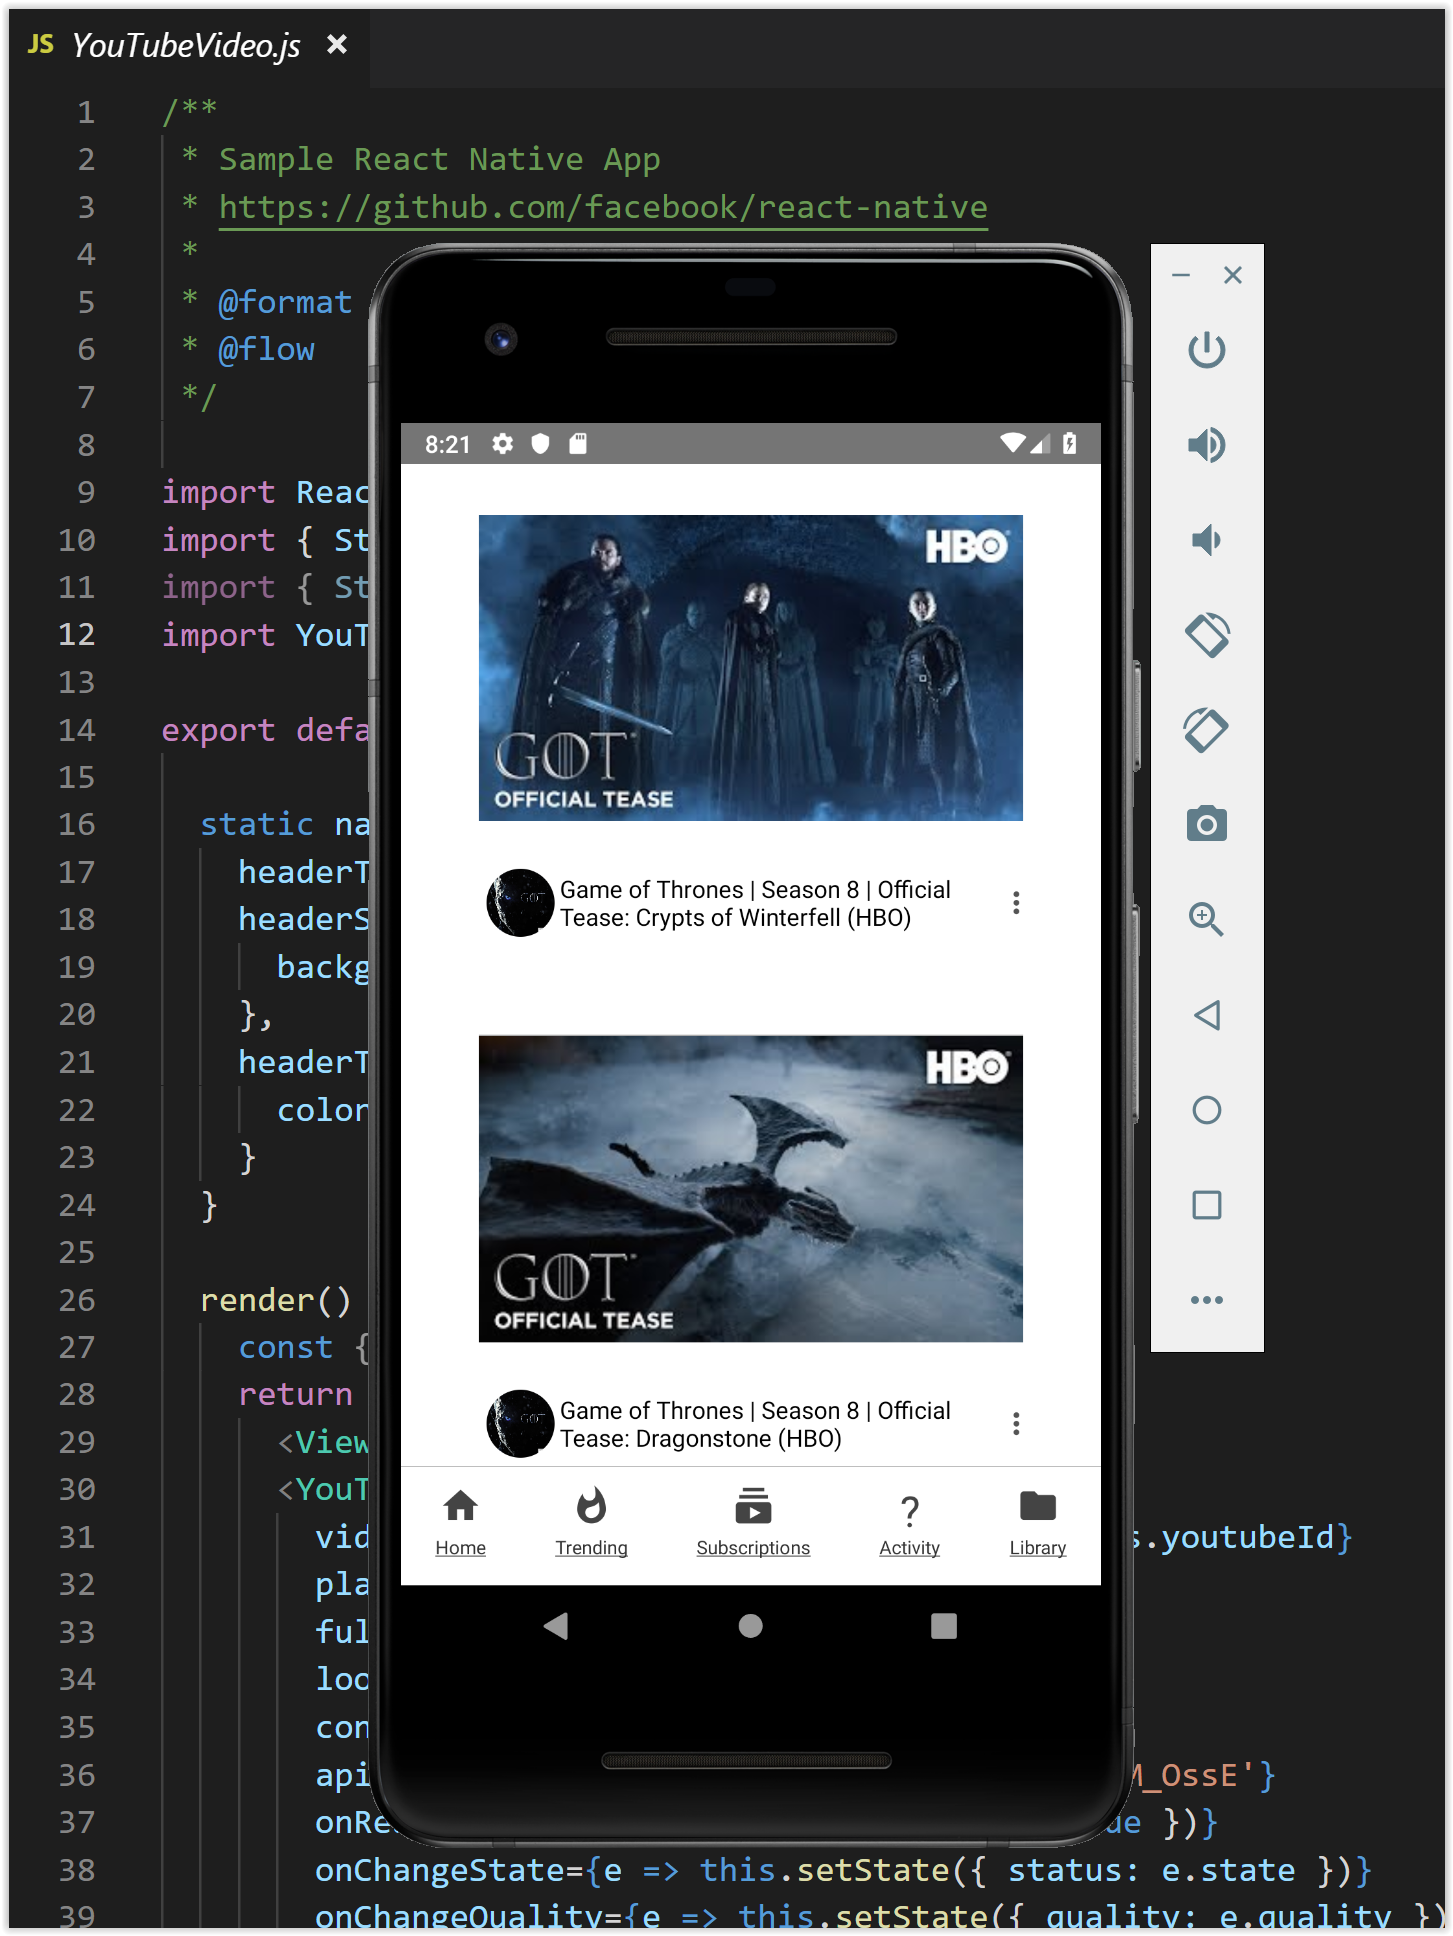 JS YouTubeVideo.js ×
1 /**
2 * Sample React Native App
3 * https://github.com/facebook/react-native
4 *
5 * @format
6 * @flow
7 */
8
9 import Reac
10 import { St
11 import { St
12 import YouT
13
14 export defa
15
16 static na
17 headerT
18 headerS
19 backg
20 },
21 headerT
22 color
23 }
24 }
25
26 render()
27 const {
28 return
29 <View
30 <YouT
31 vid s.youtubeId}
32 pla
33 ful
34 loo
35 con
36 api M_OssE'}
37 onRe ue })}
38 onChangeState={e => this.setState({ status: e.state })}
39 onChangeQuality={e => this.setState({ quality: e.quality })
8:21
HBO
GOT
OFFICIAL TEASE
GOT
Game of Thrones | Season 8 | Official
Tease: Crypts of Winterfell (HBO)
HBO
GOT
OFFICIAL TEASE
GOT
Game of Thrones | Season 8 | Official
Tease: Dragonstone (HBO)
Home Trending Subscriptions ? Activity Library